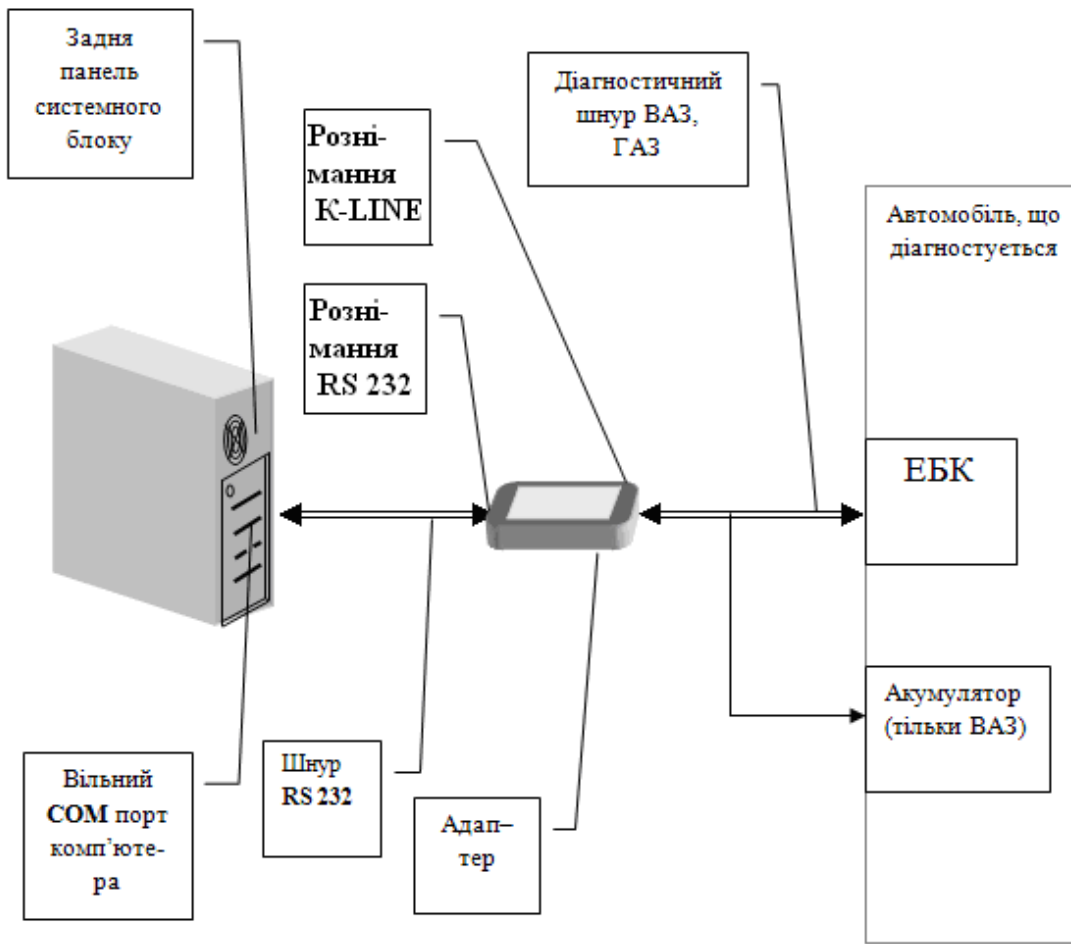 Задня
панель
системного
блоку
Розні-
мання
K-LINE
Розні-
мання
RS 232
Діагностичний
шнур ВАЗ,
ГАЗ
Автомобіль, що
діагностується
ЕБК
Акумулятор
(тільки ВАЗ)
Вільний
COM порт
комп’юте-
ра
Шнур
RS 232
Адап–
тер